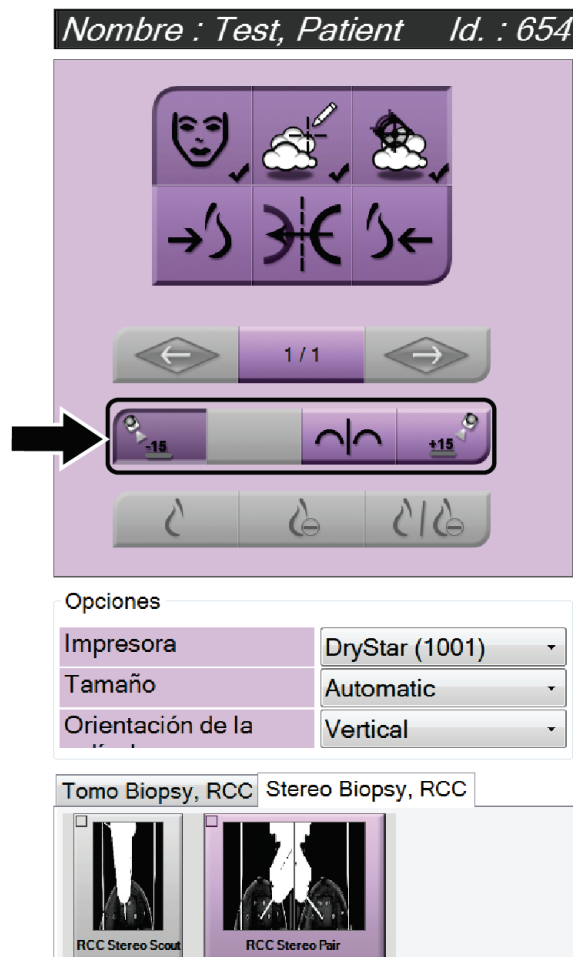 Nombre : Test, Patient Id. : 654
1 / 1
-15 +15
Opciones
Impresora DryStar (1001)
Tamaño Automatic
Orientación de la Vertical
Tomo Biopsy, RCC Stereo Biopsy, RCC
RCC Stereo Scout RCC Stereo Pair